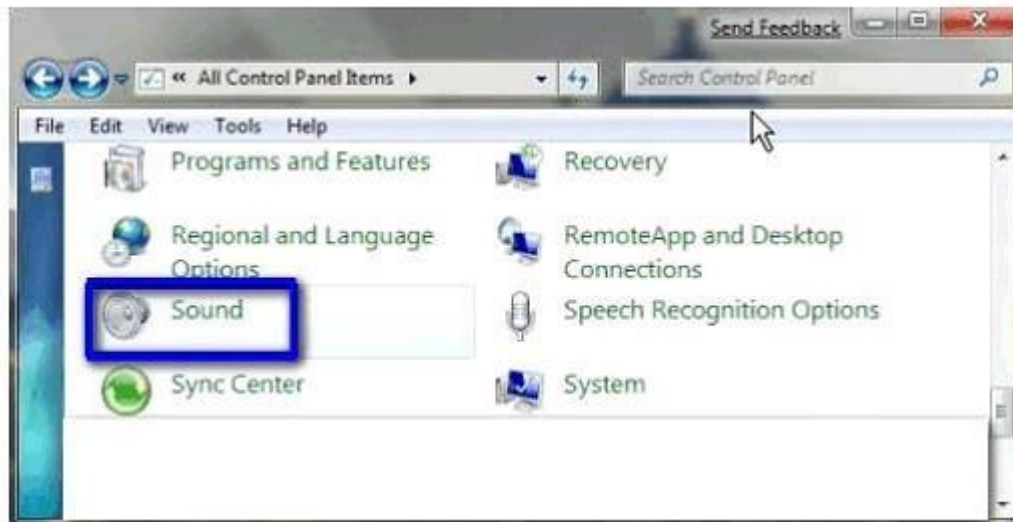 Send Feedback
« All Control Panel Items
Search Control Panel
File Edit View Tools Help
Programs and Features
Recovery
Regional and Language
Options
RemoteApp and Desktop
Connections
Sound
Speech Recognition Options
Sync Center
System